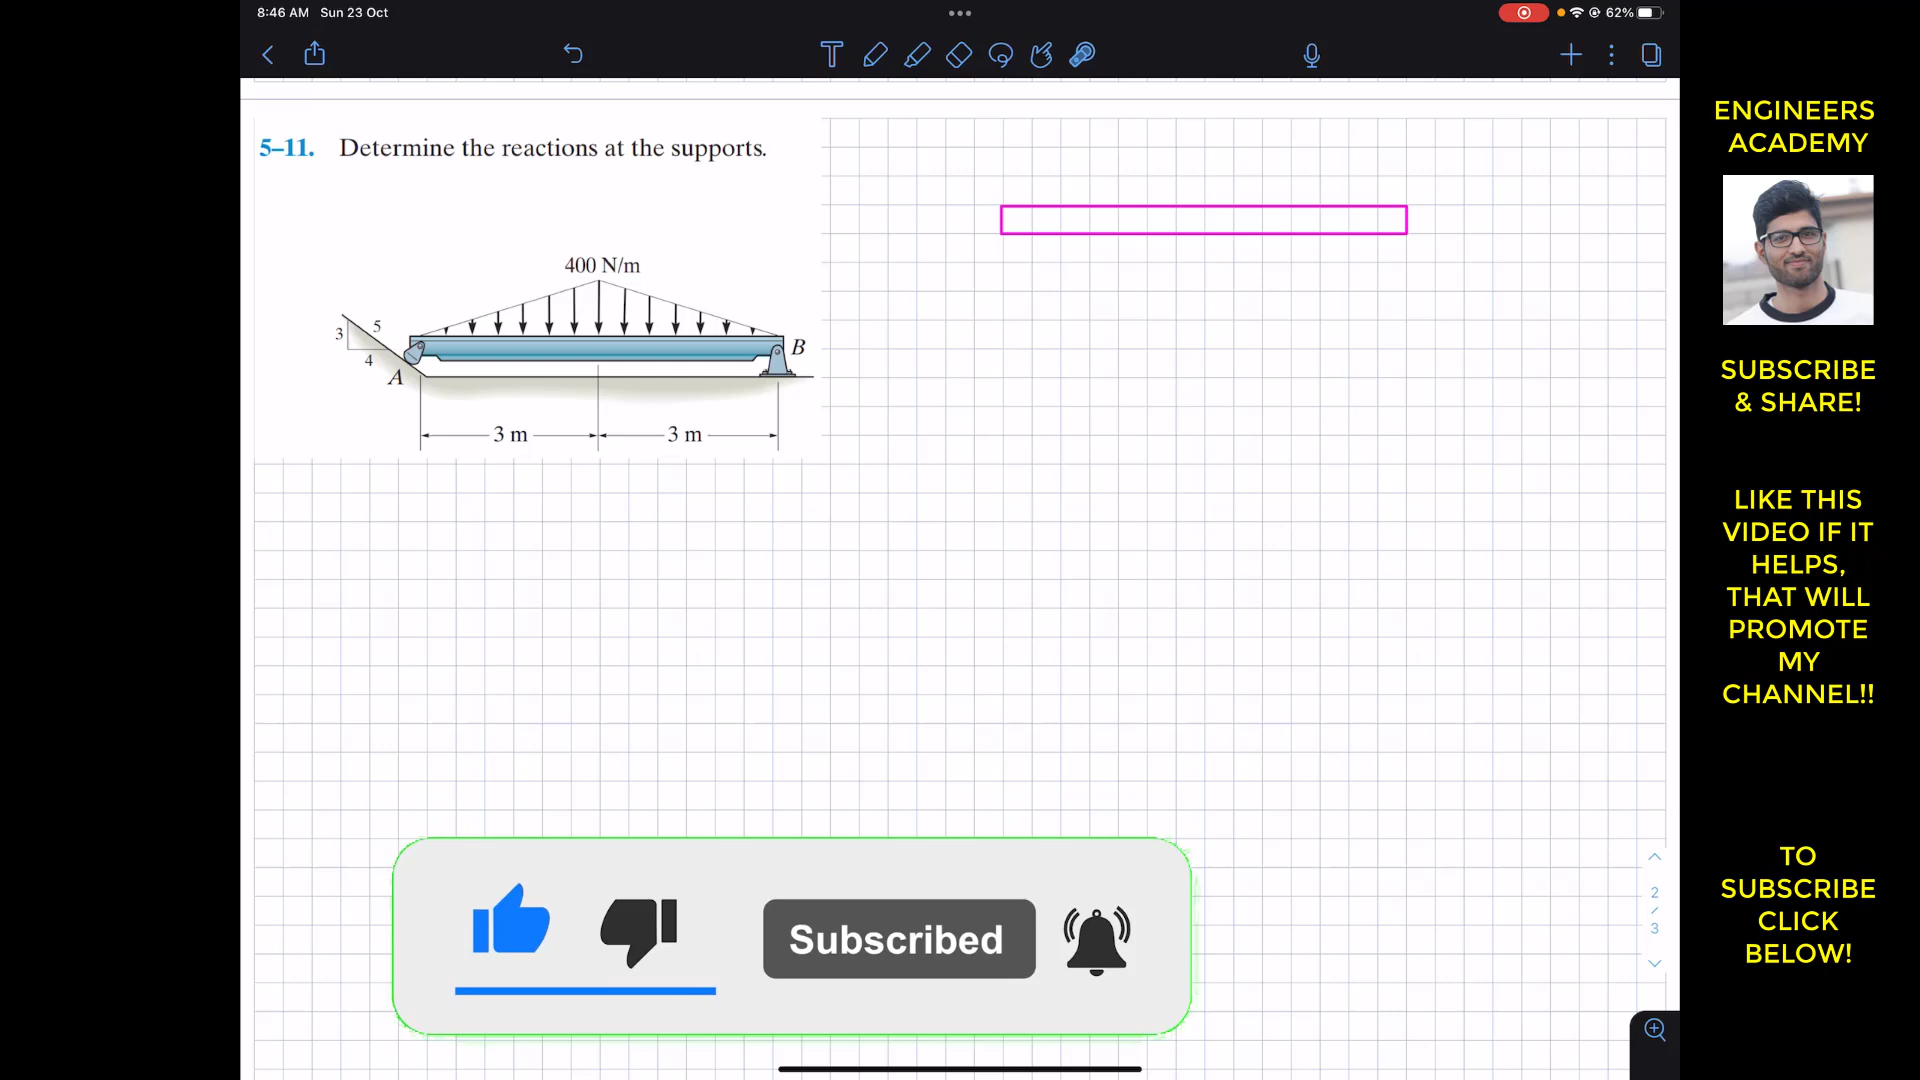 8:46 AM Sun 23 Oct
62%
5–11. Determine the reactions at the supports.
400 N/m
3
5
4
A
B
3 m
3 m
2
3
Subscribed
ENGINEERS
ACADEMY
SUBSCRIBE
& SHARE!
LIKE THIS
VIDEO IF IT
HELPS,
THAT WILL
PROMOTE
MY
CHANNEL!!
TO
SUBSCRIBE
CLICK
BELOW!